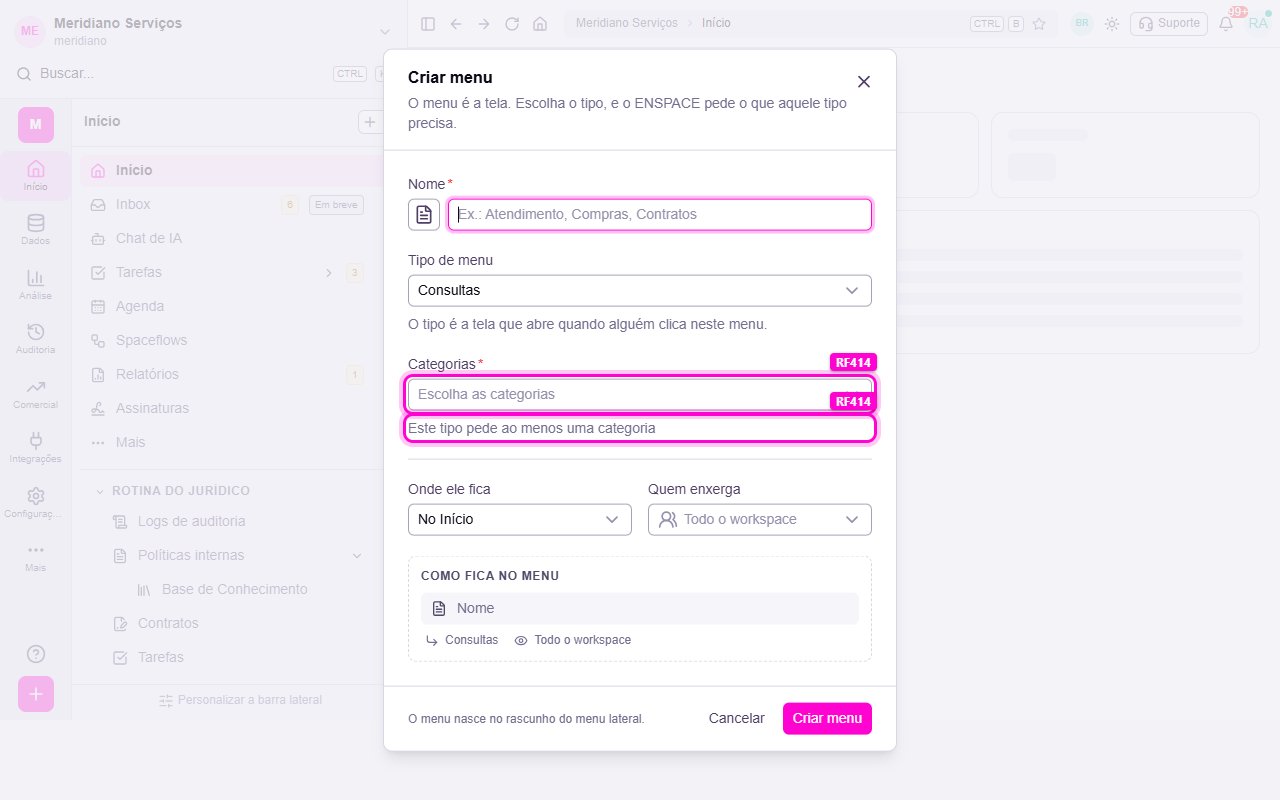 ME
Meridiano Serviços
meridiano
Meridiano Serviços
Início
CTRL
B
BR
Suporte
99+
RA
Buscar...
CTRL
Criar menu
O menu é a tela. Escolha o tipo, e o ENSPACE pede o que aquele tipo
precisa.
M
Início
Dados
Análise
Auditoria
Comercial
Integrações
Configuraç...
Mais
Início
Início
Inbox
6
Em breve
Chat de IA
Tarefas
3
Agenda
Spaceflows
Relatórios
1
Assinaturas
Mais
ROTINA DO JURÍDICO
Logs de auditoria
Políticas internas
Base de Conhecimento
Contratos
Tarefas
Personalizar a barra lateral
Nome*
Ex.: Atendimento, Compras, Contratos
Tipo de menu
Consultas
O tipo é a tela que abre quando alguém clica neste menu.
Categorias*
RF414
Escolha as categorias
RF414
Este tipo pede ao menos uma categoria
Onde ele fica
Quem enxerga
No Início
Todo o workspace
COMO FICA NO MENU
Nome
Consultas
Todo o workspace
O menu nasce no rascunho do menu lateral.
Cancelar
Criar menu